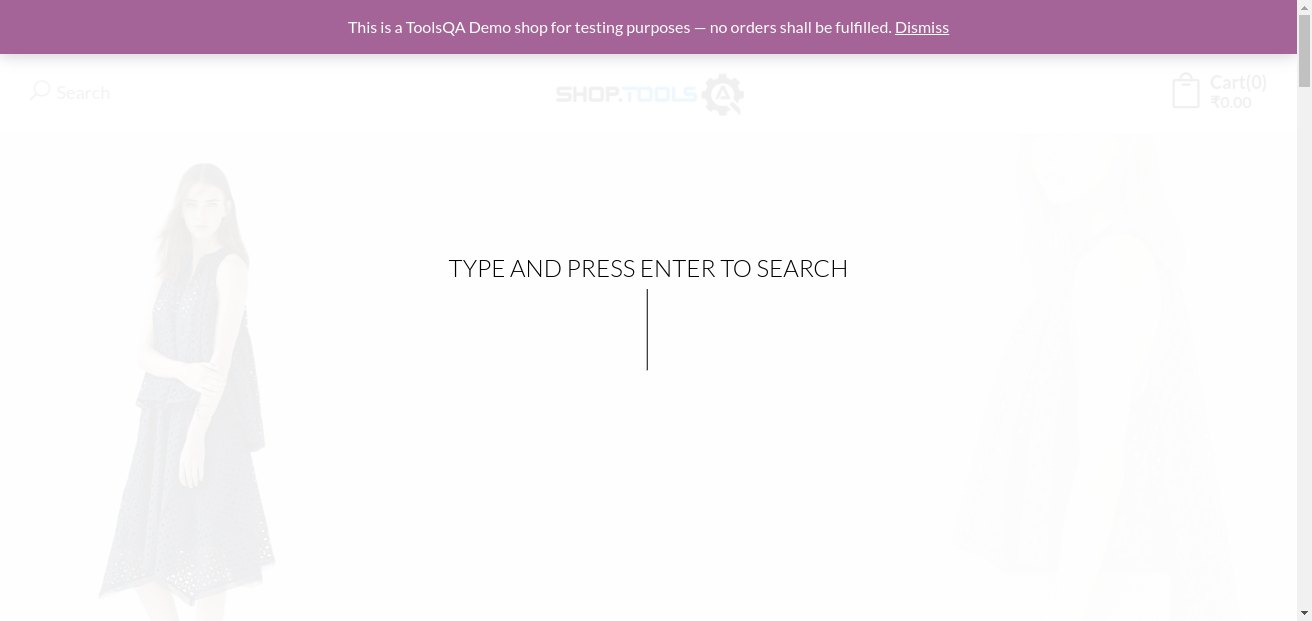 This is a ToolsQA Demo shop for testing purposes — no orders shall be fulfilled. Dismiss
Search
SHOP.TOOLS
Cart(0)
₹0.00
TYPE AND PRESS ENTER TO SEARCH